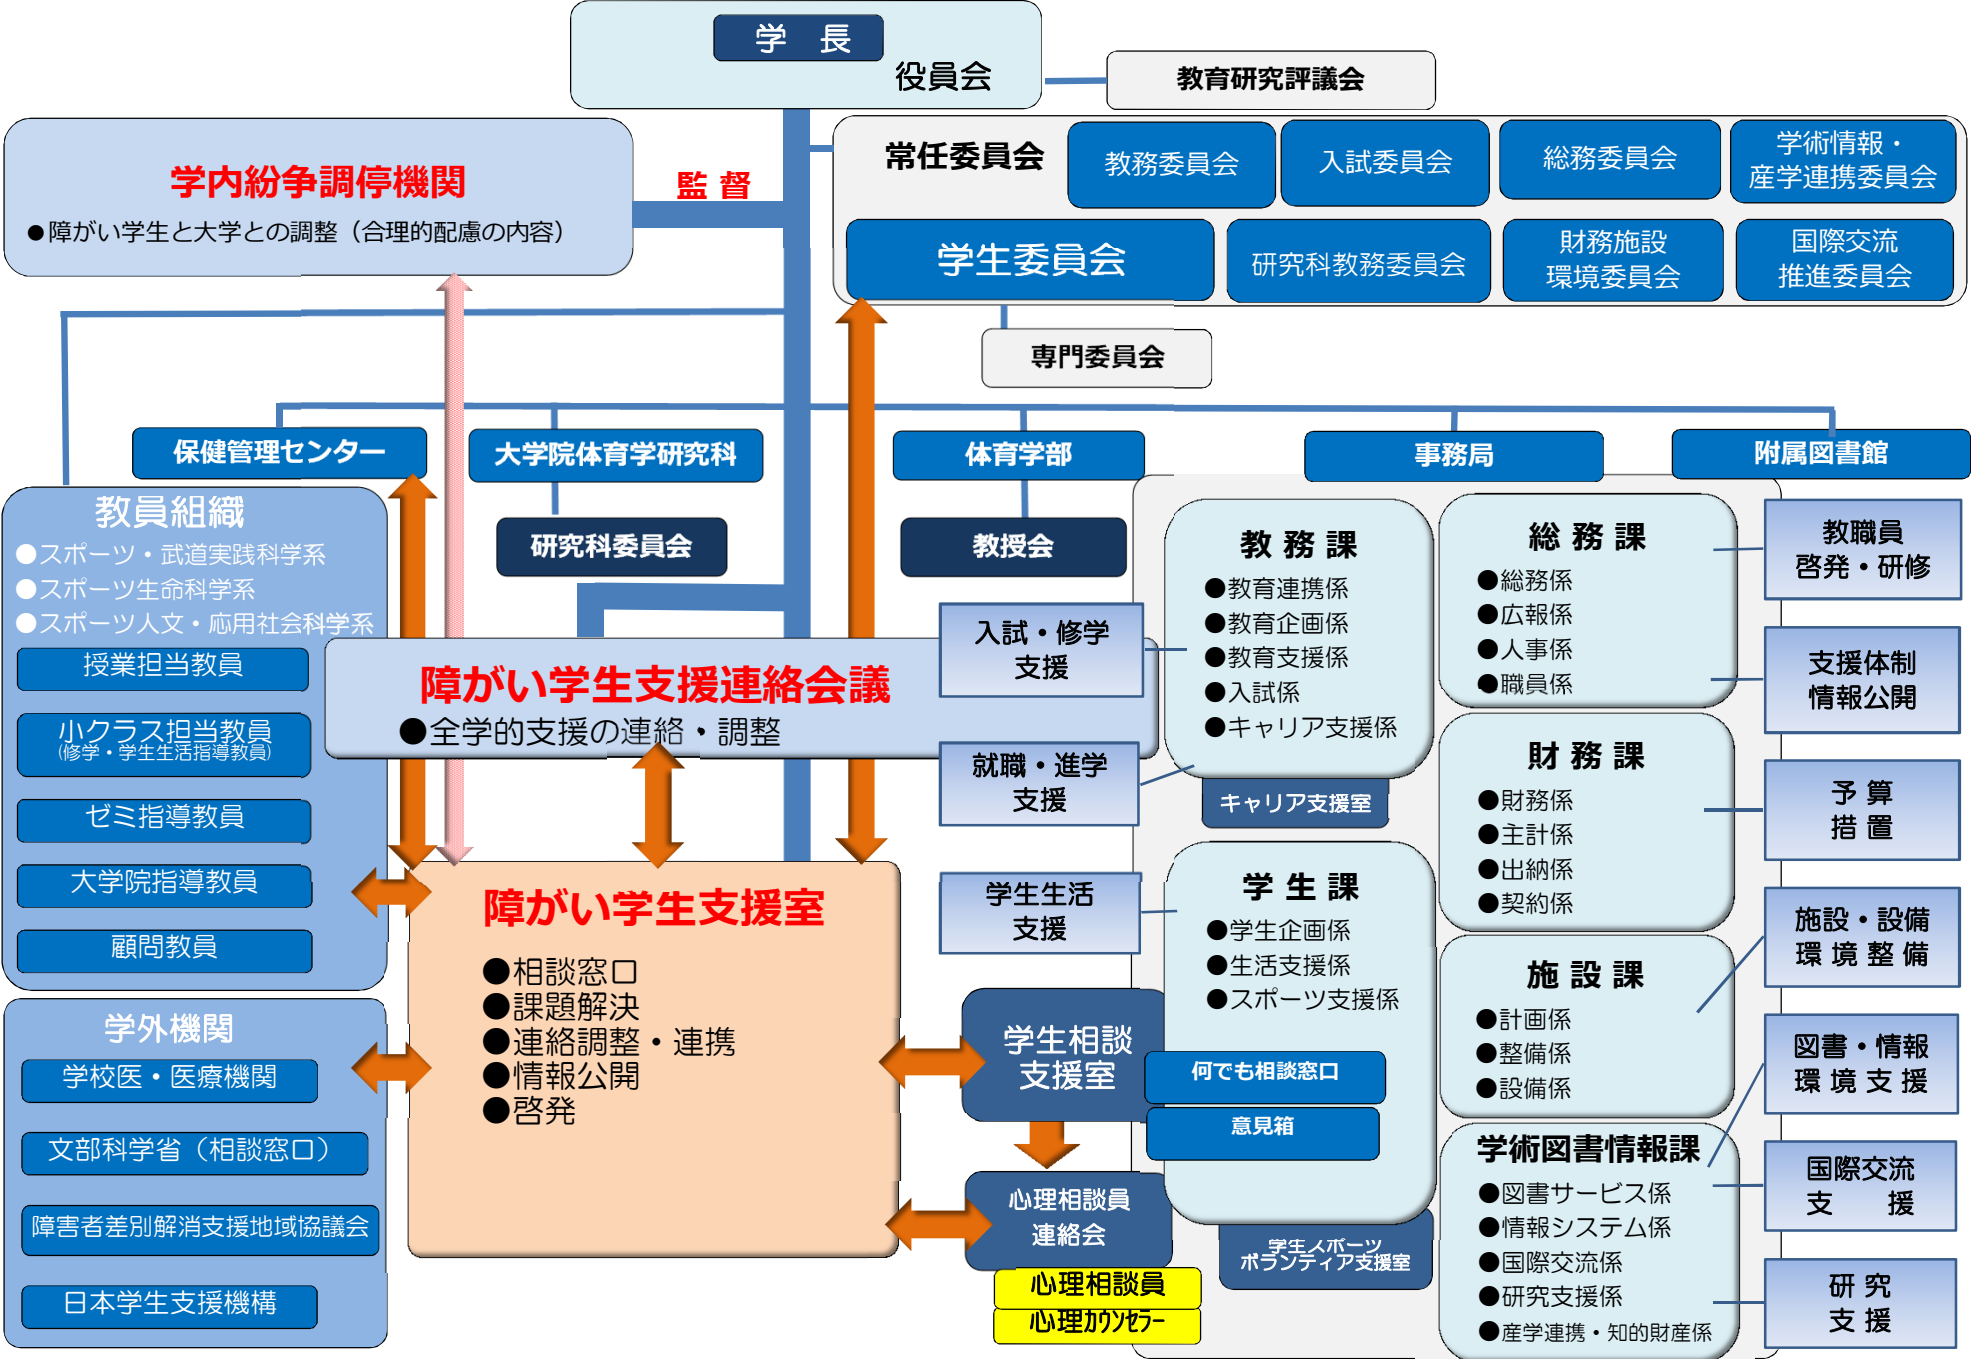 学 長
役員会
教育研究評議会
学内紛争調停機関
●障がい学生と大学との調整（合理的配慮の内容）
監 督
常任委員会
教務委員会
入試委員会
総務委員会
学術情報・
産学連携委員会
学生委員会
研究科教務委員会
財務施設
環境委員会
国際交流
推進委員会
専門委員会
保健管理センター
大学院体育学研究科
体育学部
事務局
附属図書館
研究科委員会
教授会
教員組織
●スポーツ・武道実践科学系
●スポーツ生命科学系
●スポーツ人文・応用社会科学系
授業担当教員
小クラス担当教員
(修学・学生生活指導教員)
ゼミ指導教員
大学院指導教員
顧問教員
学外機関
学校医・医療機関
文部科学省（相談窓口）
障害者差別解消支援地域協議会
日本学生支援機構
障がい学生支援連絡会議
●全学的支援の連絡・調整
障がい学生支援室
●相談窓口
●課題解決
●連絡調整・連携
●情報公開
●啓発
入試・修学
支援
就職・進学
支援
学生生活
支援
学生相談
支援室
心理相談員
連絡会
心理相談員
心理カウンセラー
教 務 課
●教育連携係
●教育企画係
●教育支援係
●入試係
●キャリア支援係
キャリア支援室
学 生 課
●学生企画係
●生活支援係
●スポーツ支援係
何でも相談窓口
意見箱
学生スポーツ
ボランティア支援室
総 務 課
●総務係
●広報係
●人事係
●職員係
財 務 課
●財務係
●主計係
●出納係
●契約係
施 設 課
●計画係
●整備係
●設備係
学術図書情報課
●図書サービス係
●情報システム係
●国際交流係
●研究支援係
●産学連携・知的財産係
教職員
啓発・研修
支援体制
情報公開
予 算
措 置
施設・設備
環 境 整 備
図書・情報
環 境 支 援
国際交流
支 援
研 究
支 援